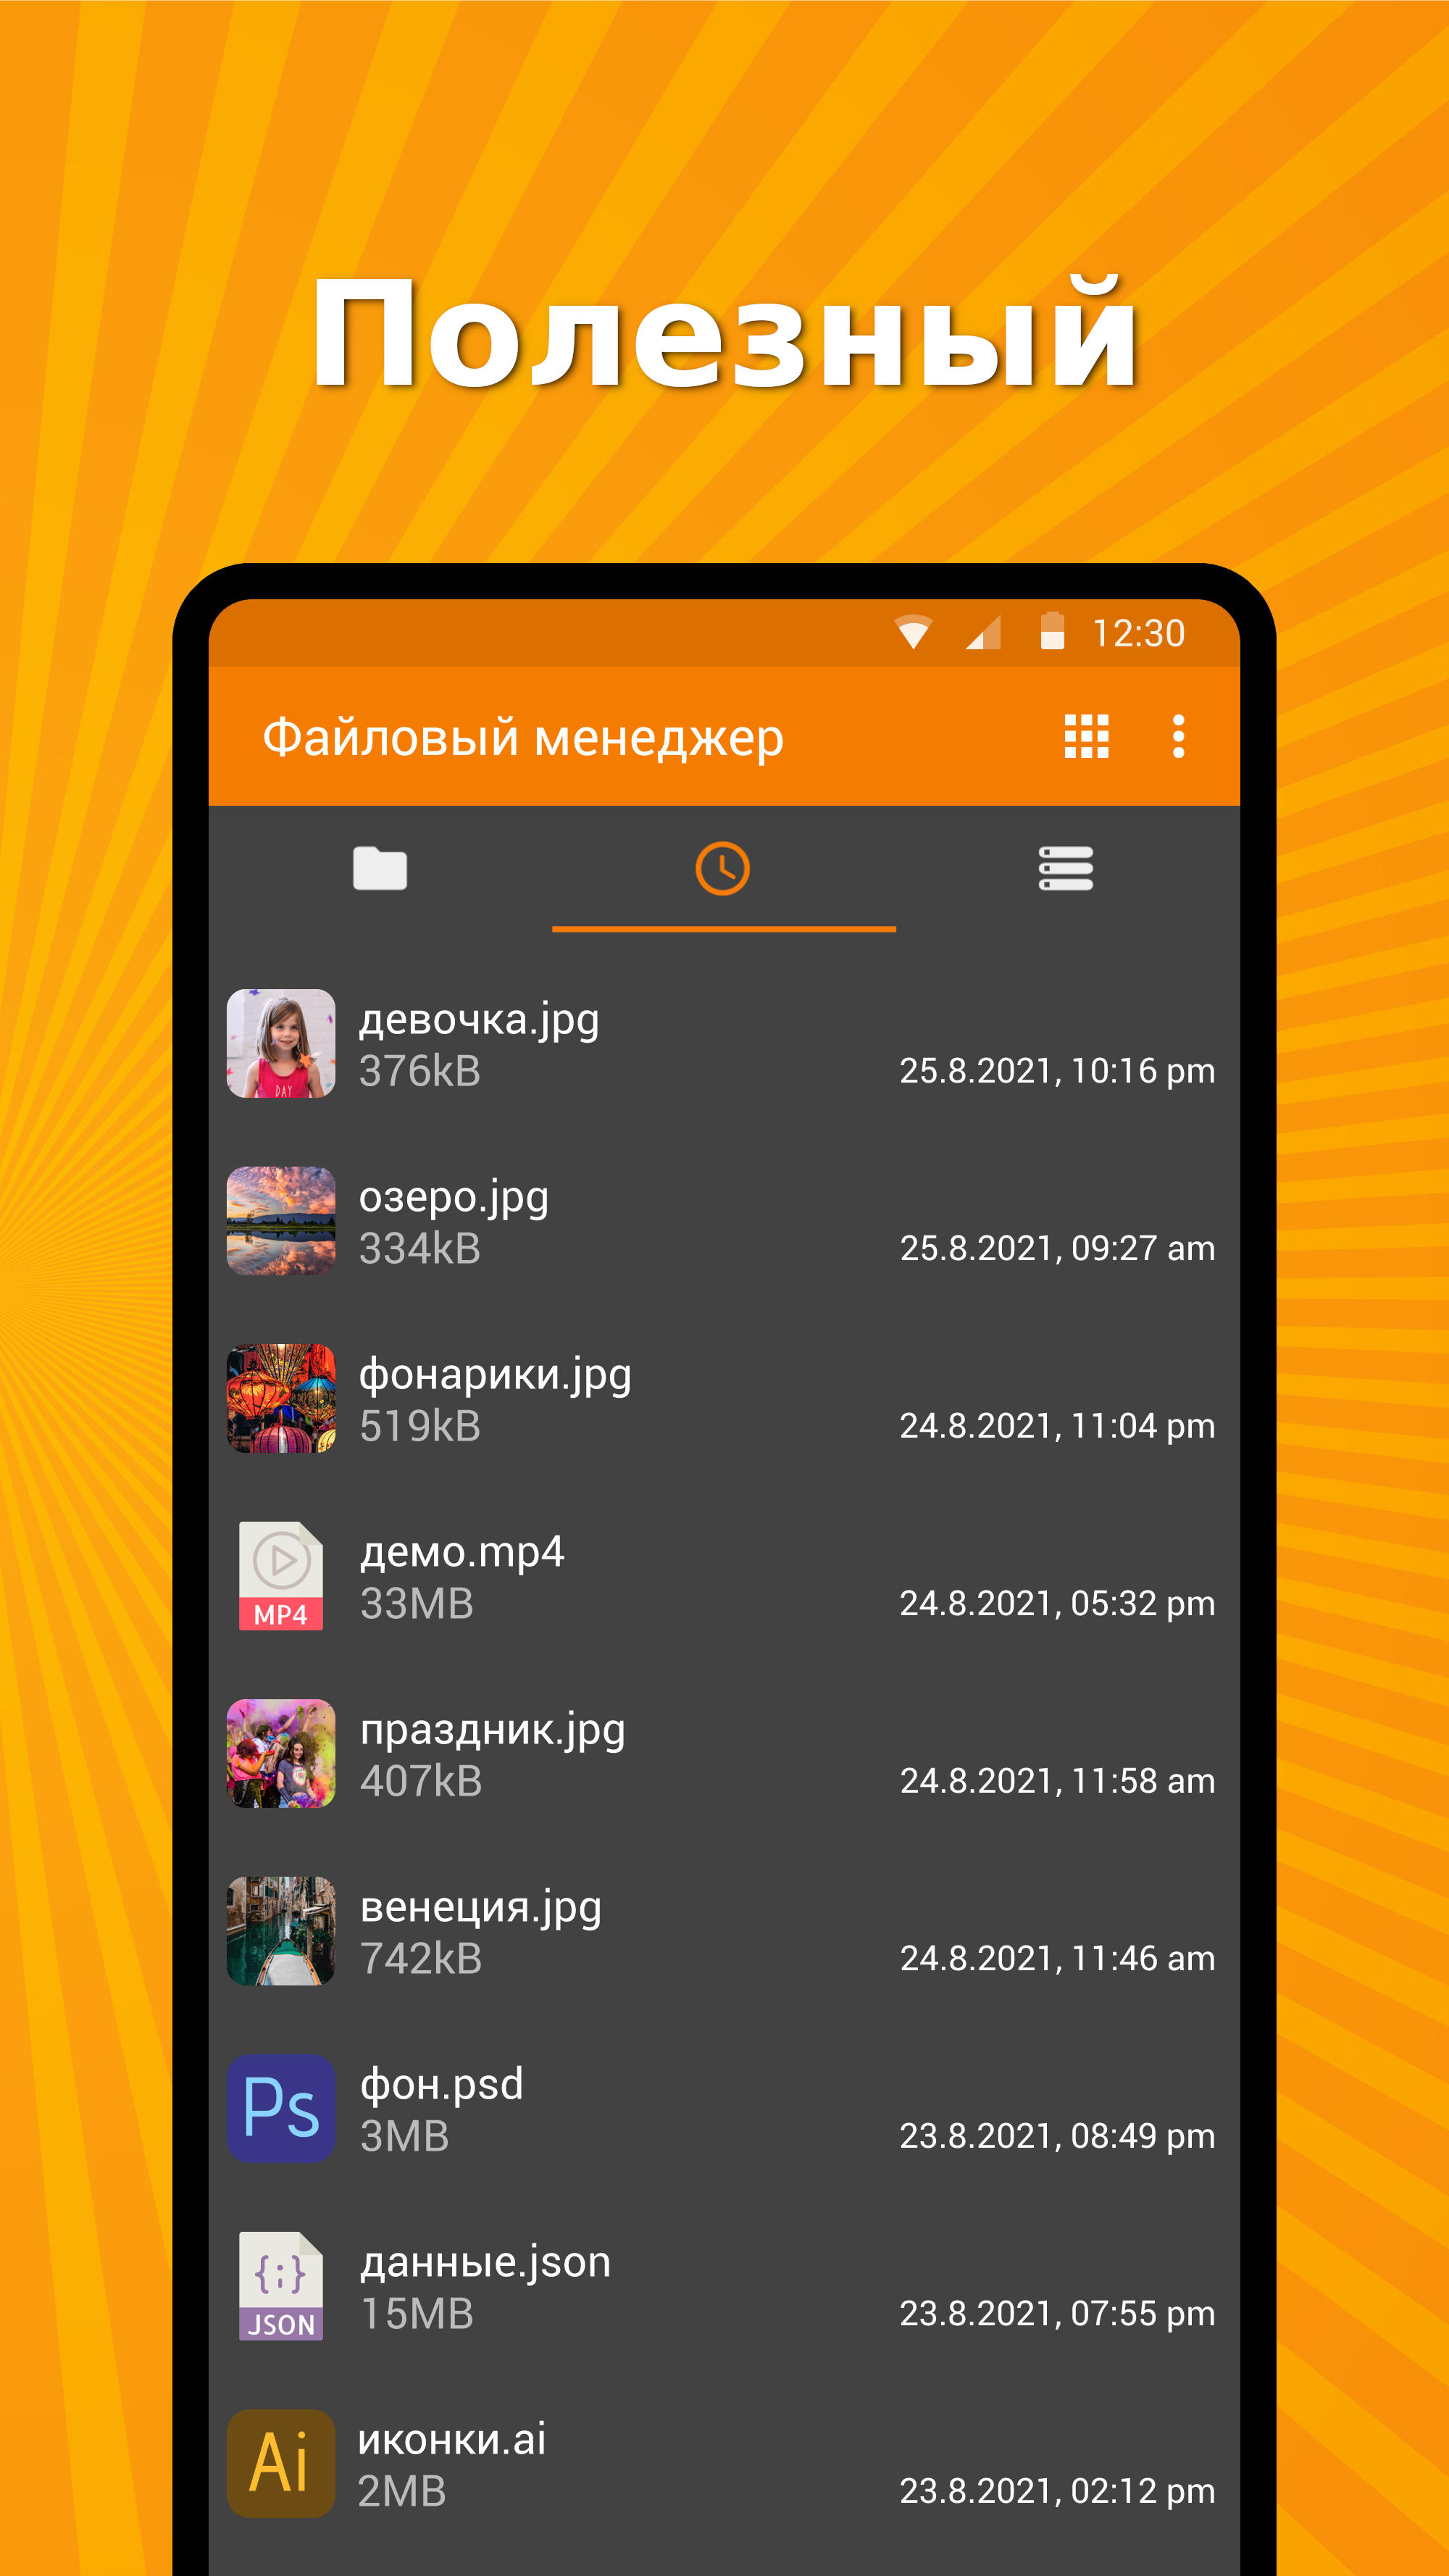 Полезный
12:30
Файловый менеджер
девочка.jpg
376kB
25.8.2021, 10:16 pm
DAY
озеро.jpg
334kB
25.8.2021, 09:27 am
фонарики.jpg
519kB
24.8.2021, 11:04 pm
MP4
демо.mp4
33MB
24.8.2021, 05:32 pm
праздник.jpg
407kB
24.8.2021, 11:58 am
венеция.jpg
742kB
24.8.2021, 11:46 am
Ps
фон.psd
3MB
23.8.2021, 08:49 pm
{;}
JSON
данные.json
15MB
23.8.2021, 07:55 pm
Ai
иконки.ai
2MB
23.8.2021, 02:12 pm